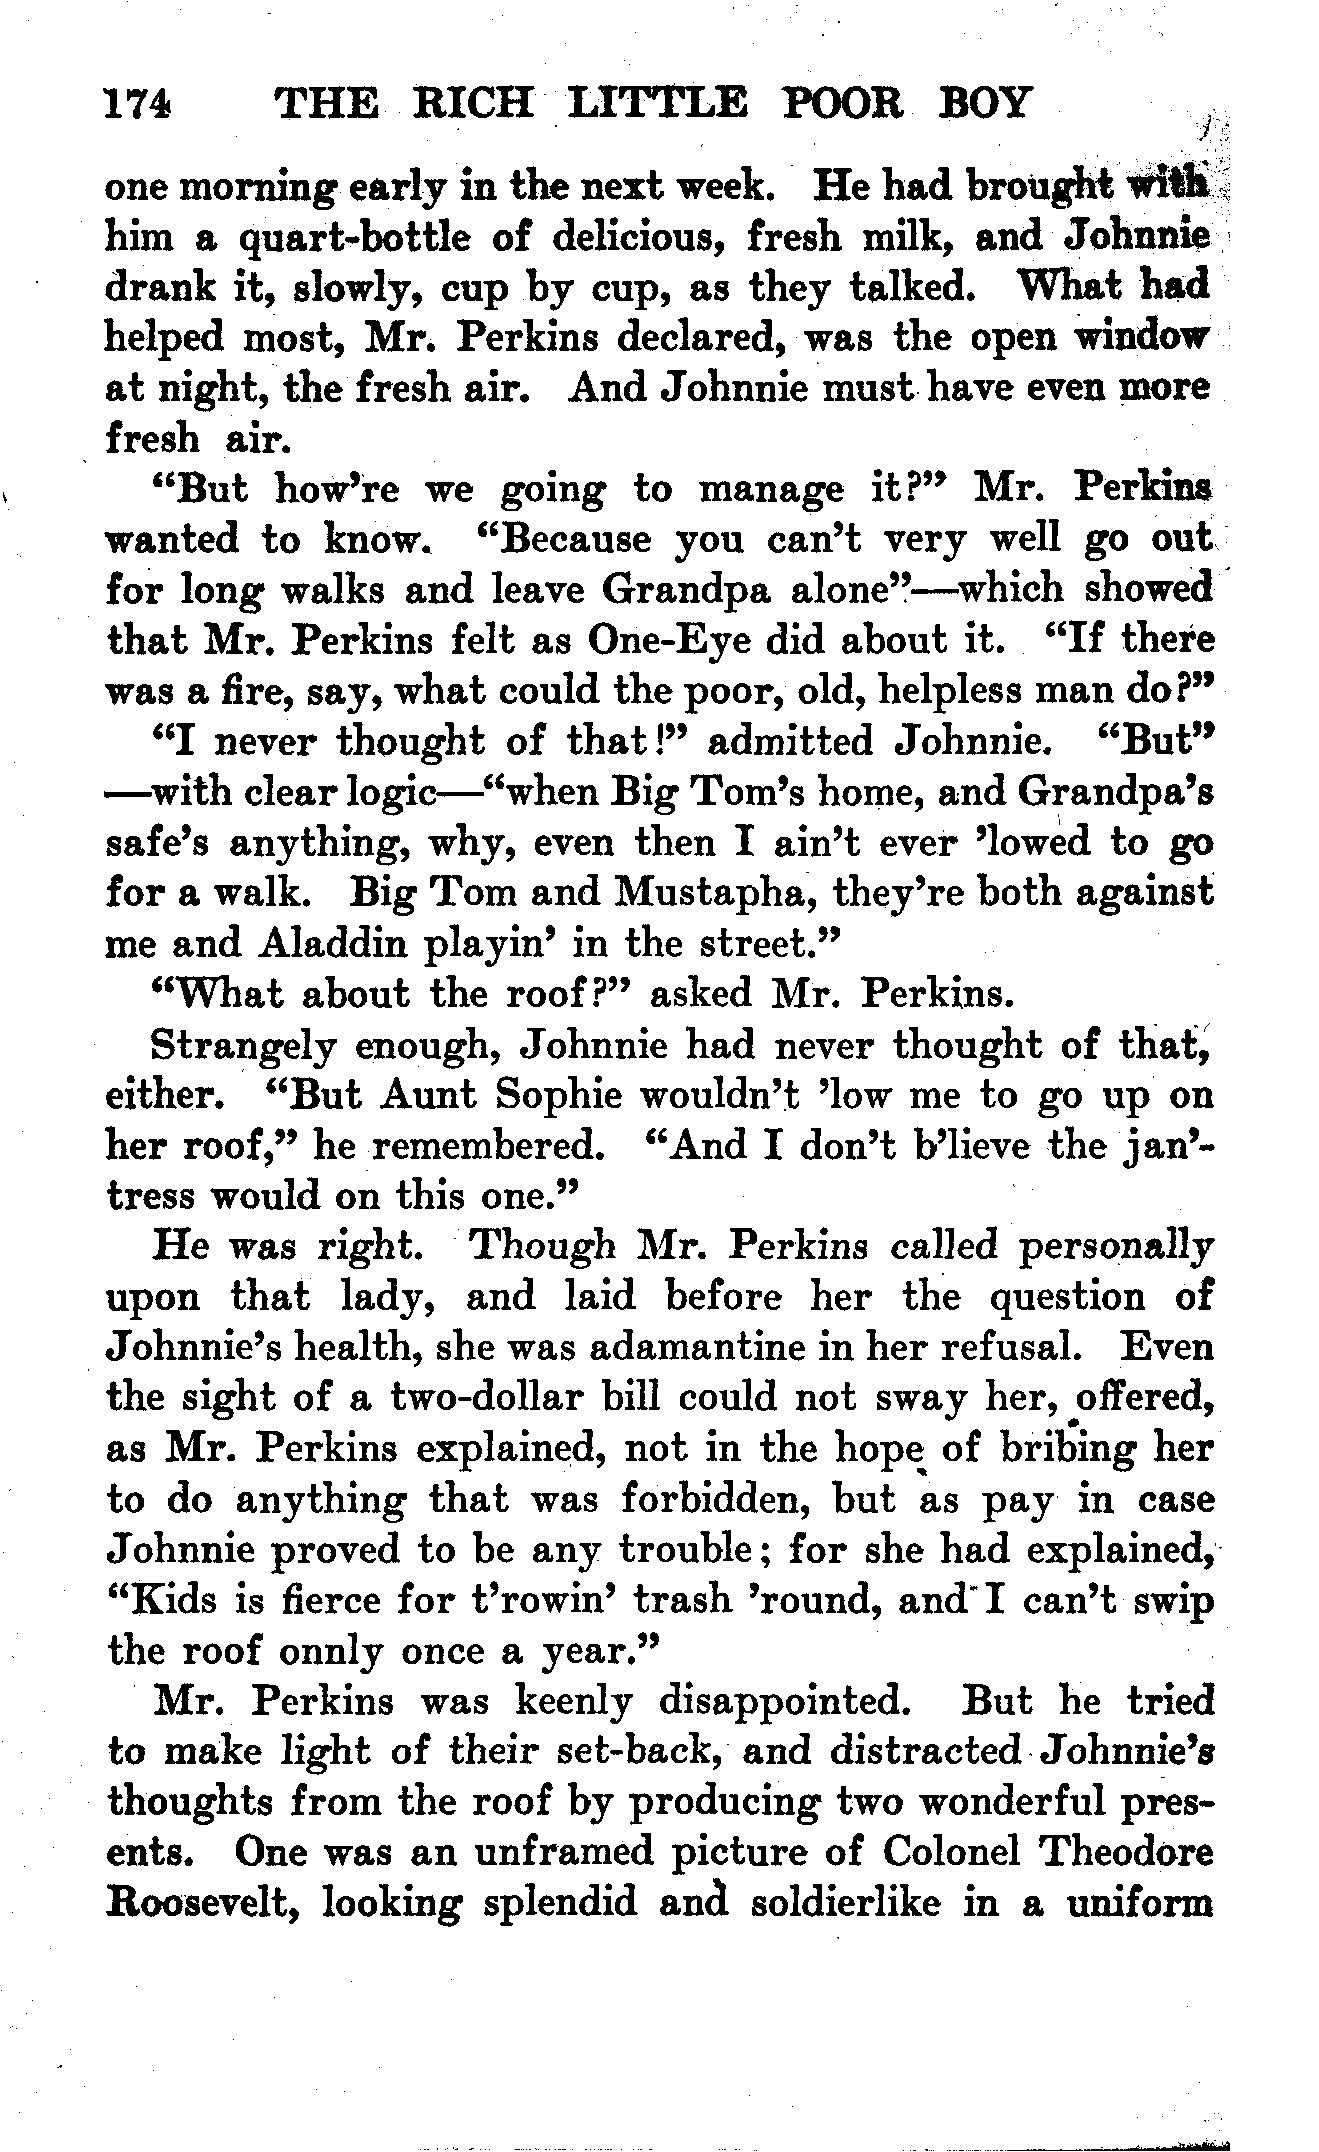 174 THE RICH LITTLE POOR BOY
one morning early in the next week. He had brought with
him a quart-bottle of delicious, fresh milk, and Johnnie
drank it, slowly, cup by cup, as they talked. What had
helped most, Mr. Perkins declared, was the open window
at night, the fresh air. And Johnnie must have even more
fresh air.
"But how're we going to manage it?" Mr. Perkins
wanted to know. "Because you can't very well go out
for long walks and leave Grandpa alone"—which showed
that Mr. Perkins felt as One-Eye did about it. "If there
was a fire, say, what could the poor, old, helpless man do?"
"I never thought of that!" admitted Johnnie. "But"
—with clear logic—"when Big Tom's home, and Grandpa's
safe's anything, why, even then I ain't ever 'lowed to go
for a walk. Big Tom and Mustapha, they're both against
me and Aladdin playin' in the street."
"What about the roof?" asked Mr. Perkins.
Strangely enough, Johnnie had never thought of that,
either. "But Aunt Sophie wouldn't 'low me to go up on
her roof," he remembered. "And I don't b'lieve the jan'-
tress would on this one."
He was right. Though Mr. Perkins called personally
upon that lady, and laid before her the question of
Johnnie's health, she was adamantine in her refusal. Even
the sight of a two-dollar bill could not sway her, offered,
as Mr. Perkins explained, not in the hope of bribing her
to do anything that was forbidden, but as pay in case
Johnnie proved to be any trouble; for she had explained,
"Kids is fierce for t'rowin' trash 'round, and I can't swip
the roof onnly once a year."
Mr. Perkins was keenly disappointed. But he tried
to make light of their set-back, and distracted Johnnie's
thoughts from the roof by producing two wonderful pres-
ents. One was an unframed picture of Colonel Theodore
Roosevelt, looking splendid and soldierlike in a uniform